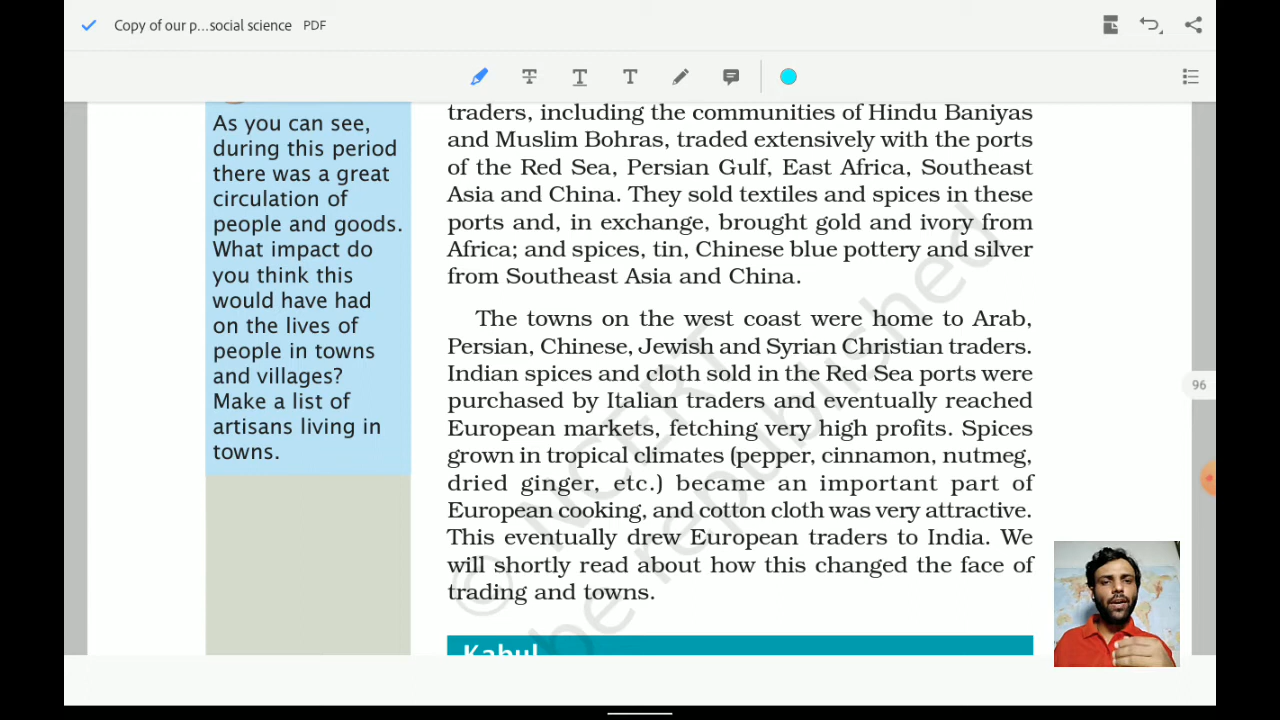 Copy of our p...social science PDF
As you can see,
during this period
there was a great
circulation of
people and goods.
What impact do
you think this
would have had
on the lives of
people in towns
and villages?
Make a list of
artisans living in
towns.
traders, including the communities of Hindu Baniyas
and Muslim Bohras, traded extensively with the ports
of the Red Sea, Persian Gulf, East Africa, Southeast
Asia and China. They sold textiles and spices in these
ports and, in exchange, brought gold and ivory from
Africa; and spices, tin, Chinese blue pottery and silver
from Southeast Asia and China.
The towns on the west coast were home to Arab,
Persian, Chinese, Jewish and Syrian Christian traders.
Indian spices and cloth sold in the Red Sea ports were
purchased by Italian traders and eventually reached
European markets, fetching very high profits. Spices
grown in tropical climates (pepper, cinnamon, nutmeg,
dried ginger, etc.) became an important part of
European cooking, and cotton cloth was very attractive.
This eventually drew European traders to India. We
will shortly read about how this changed the face of
trading and towns.
Kabul
96
© NCERT
be republished